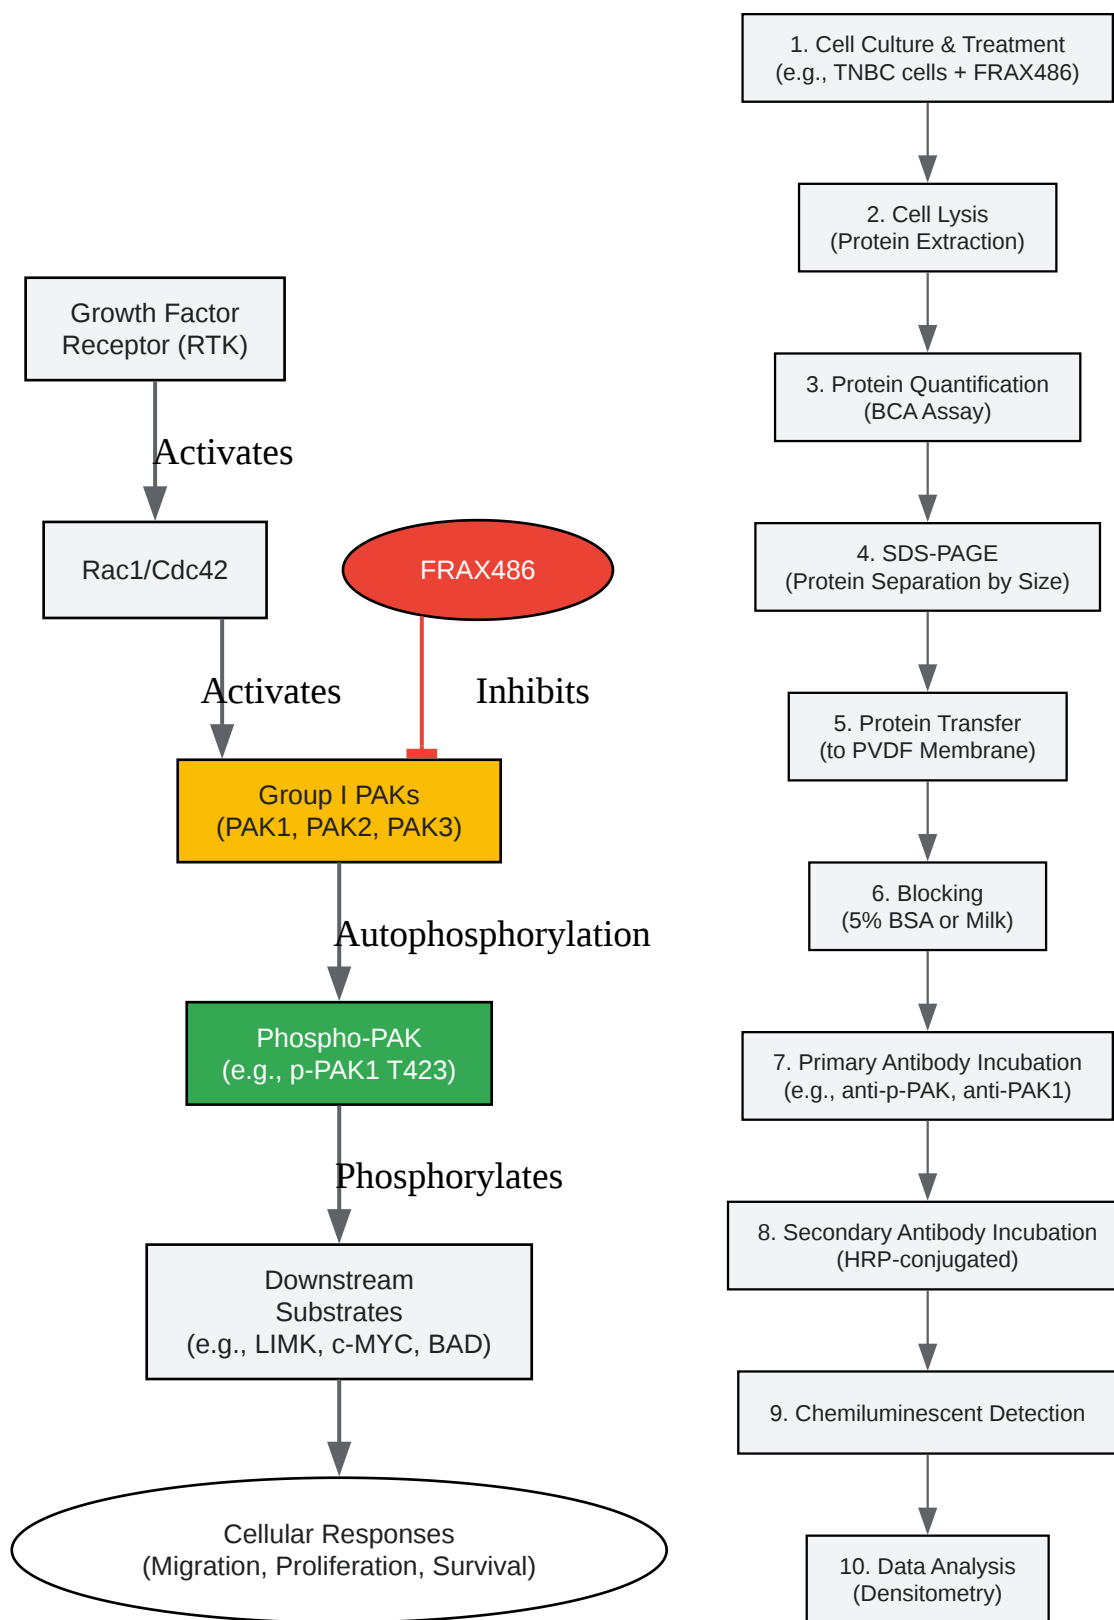 Growth Factor
Receptor (RTK)
Activates
Rac1/Cdc42
FRAX486
Activates
Inhibits
Group I PAKs
(PAK1, PAK2, PAK3)
Autophosphorylation
Phospho-PAK
(e.g., p-PAK1 T423)
Phosphorylates
Downstream
Substrates
(e.g., LIMK, c-MYC, BAD)
Cellular Responses
(Migration, Proliferation, Survival)
1. Cell Culture & Treatment
(e.g., TNBC cells + FRAX486)
2. Cell Lysis
(Protein Extraction)
3. Protein Quantification
(BCA Assay)
4. SDS-PAGE
(Protein Separation by Size)
5. Protein Transfer
(to PVDF Membrane)
6. Blocking
(5% BSA or Milk)
7. Primary Antibody Incubation
(e.g., anti-p-PAK, anti-PAK1)
8. Secondary Antibody Incubation
(HRP-conjugated)
9. Chemiluminescent Detection
10. Data Analysis
(Densitometry)